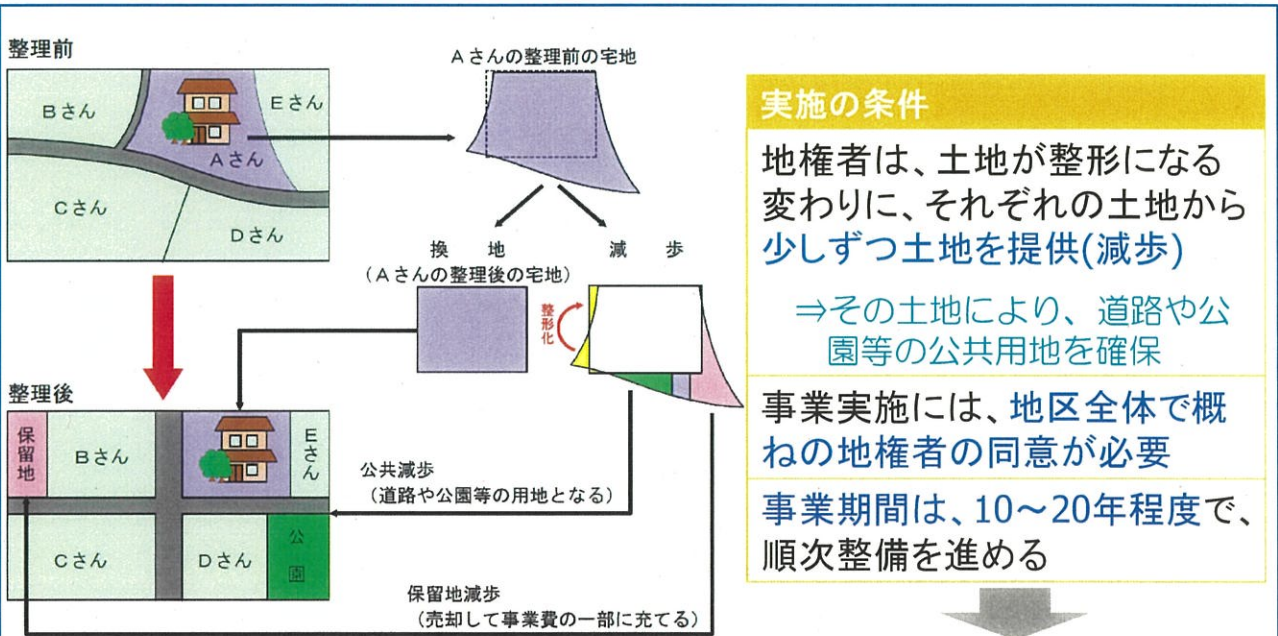 整理前
Bさん
Eさん
Aさん
Cさん
Dさん
Aさんの整理前の宅地
換地
(Aさんの整理後の宅地)
減歩
整形化
整理後
保留地
Bさん
Eさん
Cさん
Dさん
公園
公共減歩
(道路や公園等の用地となる)
保留地減歩
(売却して事業費の一部に充てる)
実施の条件
地権者は、土地が整形になる
変わりに、それぞれの土地から
少しずつ土地を提供(減歩)
⇒その土地により、道路や公
園等の公共用地を確保
事業実施には、地区全体で概
ねの地権者の同意が必要
事業期間は、10～20年程度で、
順次整備を進める